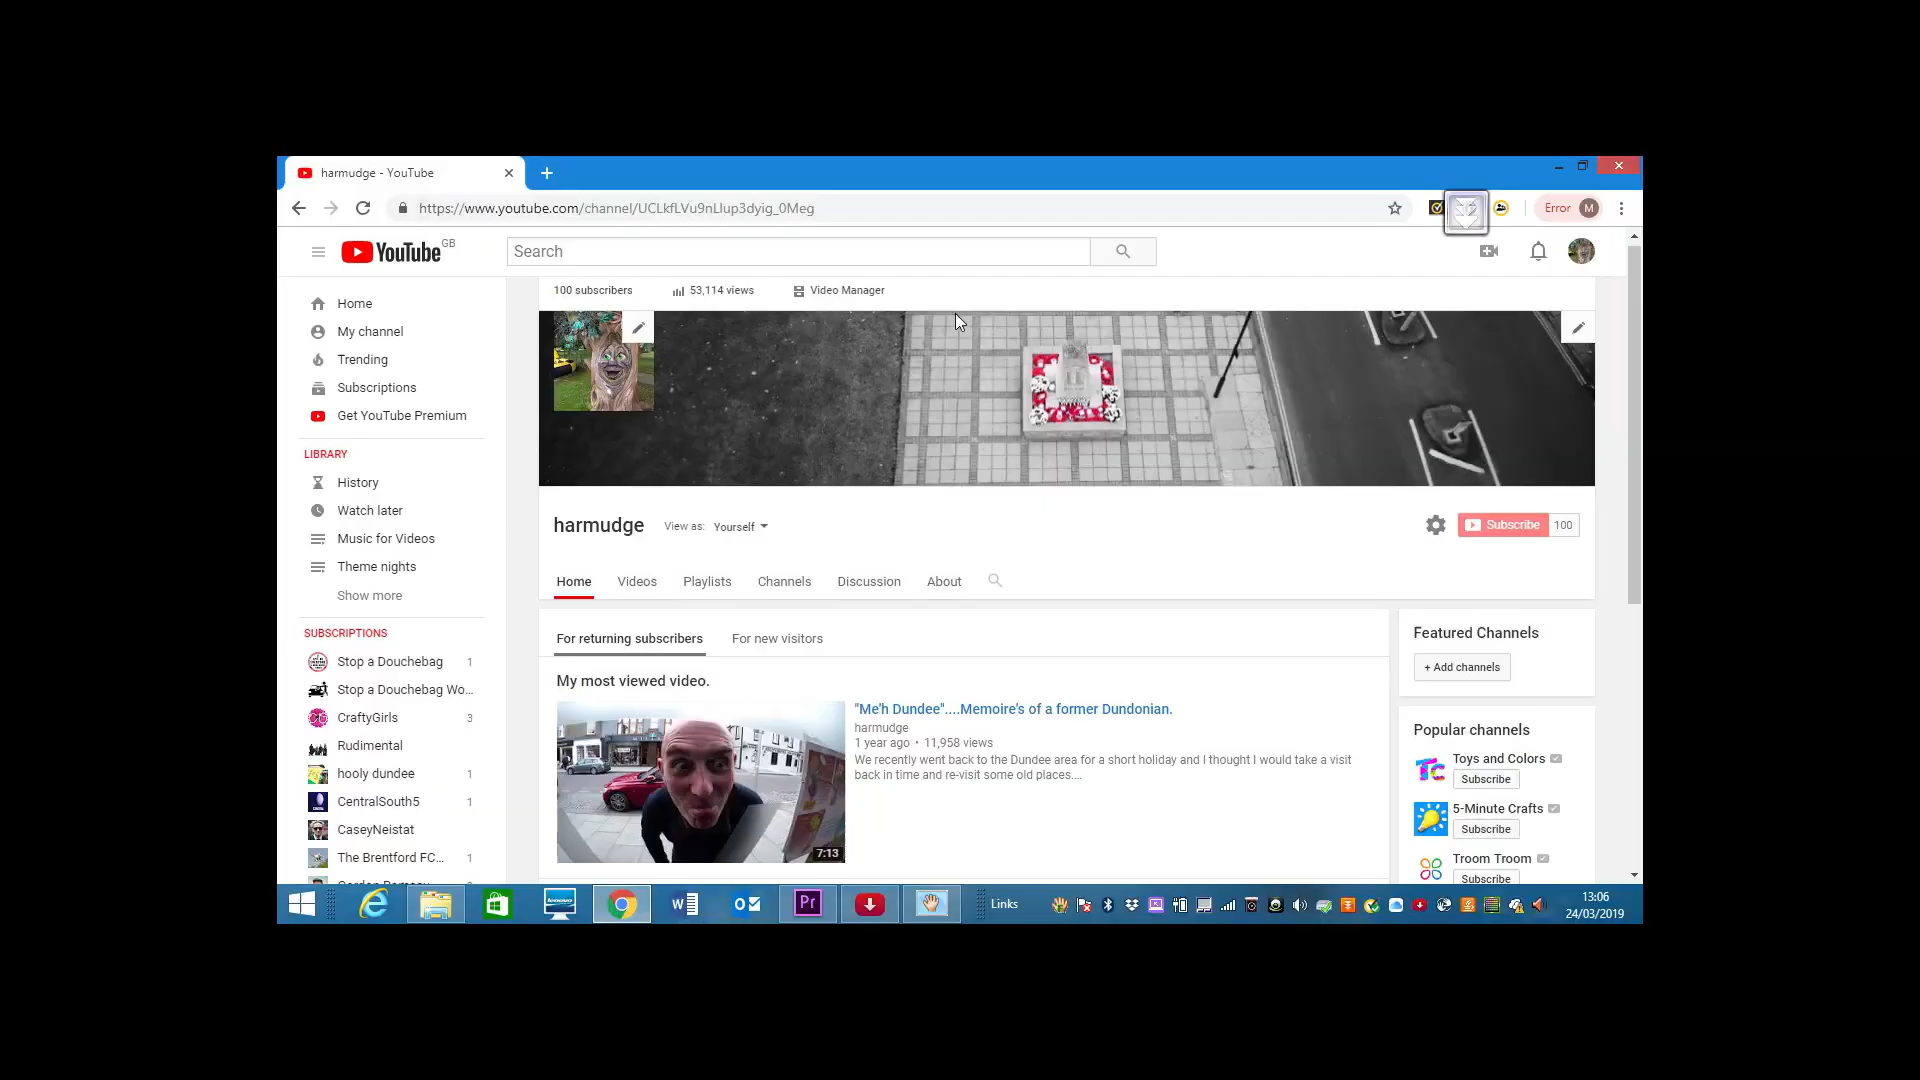 harmudge - YouTube
https://www.youtube.com/channel/UCLkfLVu9nLlup3dyig_0Meg
Error M
YouTube GB
Search
100 subscribers 53,114 views Video Manager
Home
My channel
Trending
Subscriptions
Get YouTube Premium
LIBRARY
History
Watch later
Music for Videos
Theme nights
Show more
SUBSCRIPTIONS
Stop a Douchebag 1
Stop a Douchebag Wo...
CraftyGirls 3
Rudimental
hooly dundee 1
CentralSouth5 1
CaseyNeistat
The Brentford FC... 1
harmudge View as: Yourself
Subscribe 100
Home Videos Playlists Channels Discussion About
For returning subscribers For new visitors
My most viewed video.
7:13
"Me'h Dundee"....Memoire's of a former Dundonian.
harmudge
1 year ago • 11,958 views
We recently went back to the Dundee area for a short holiday and I thought I would take a visit
back in time and re-visit some old places....
Featured Channels
+ Add channels
Popular channels
Toys and Colors
Subscribe
5-Minute Crafts
Subscribe
Troom Troom
Subscribe
Pr
Links
13:06
24/03/2019